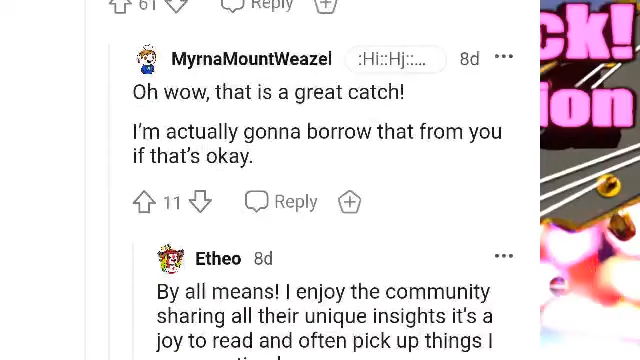 61 Reply
MyrnaMountWeazel :Hi::Hj::... 8d
Oh wow, that is a great catch!
I'm actually gonna borrow that from you
if that's okay.
11 Reply
Etheo 8d
By all means! I enjoy the community
sharing all their unique insights it's a
joy to read and often pick up things I
ck!
ion